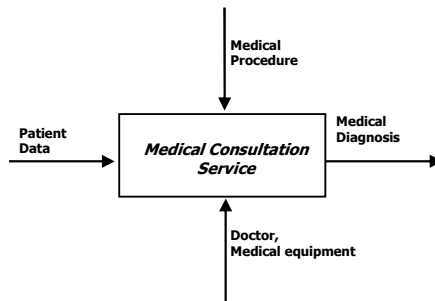 Medical
Procedure
Patient
Data
Medical Consultation
Service
Medical
Diagnosis
Doctor,
Medical equipment